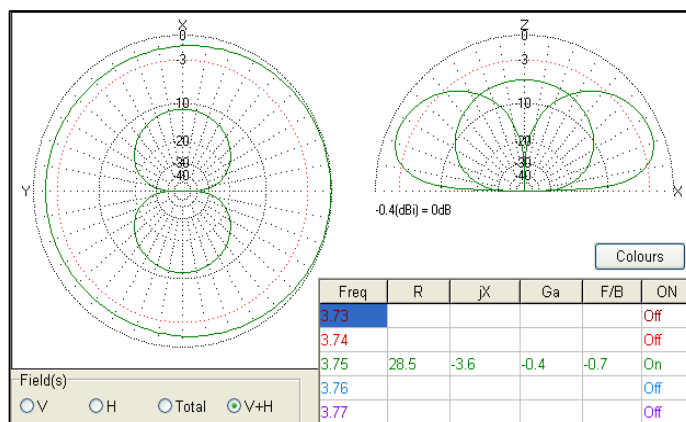 X
0
3
10
20
30
40
Y
Z
0
3
10
20
30
40
X
-0.4(dBi) = 0dB
Colours
Freq R jX Ga F/B ON
3.73 Off
3.74 Off
3.75 28.5 -3.6 -0.4 -0.7 On
3.76 Off
3.77 Off
Field(s)
V H Total V+H